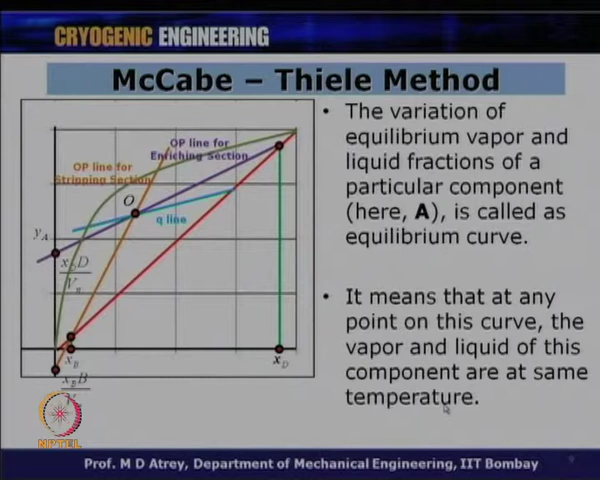 CRYOGENIC ENGINEERING
McCabe – Thiele Method
OP line for
Enriching Section
OP line for
Stripping Section
O
q line
y_A
x_D D
V_n
x_B
x_D
x_B B
• The variation of
equilibrium vapor and
liquid fractions of a
particular component
(here, A), is called as
equilibrium curve.
• It means that at any
point on this curve, the
vapor and liquid of this
component are at same
temperature.
NPTEL
9
Prof. M D Atrey, Department of Mechanical Engineering, IIT Bombay